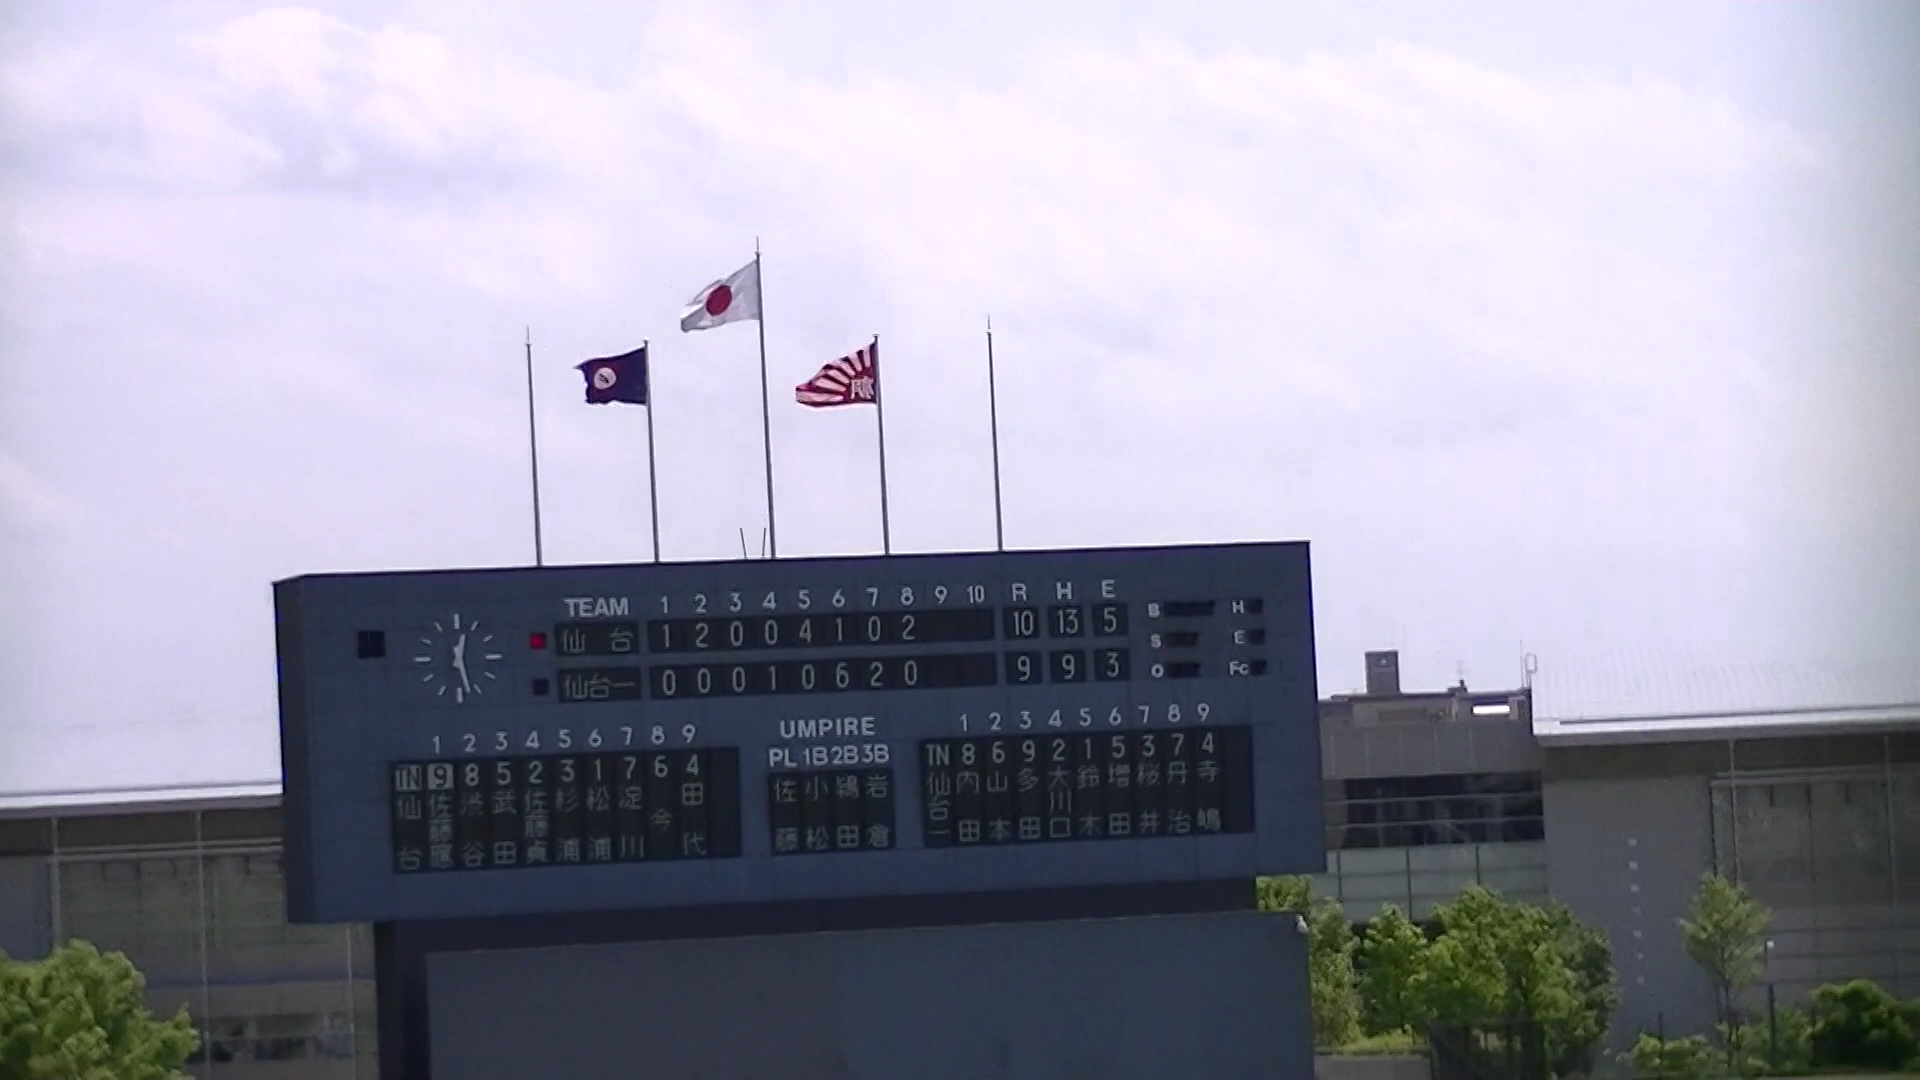 TEAM 1 2 3 4 5 6 7 8 9 10 R H E
仙台 1 2 0 0 4 1 0 2 10 13 5
仙台一 0 0 0 1 0 6 2 0 9 9 3
B H
S E
O Fc
1 2 3 4 5 6 7 8 9
IN 9 8 5 2 3 1 7 6 4
仙台 佐藤應 渋谷 武田 佐藤貞 杉浦 松浦 淀川 今 田代
UMPIRE
PL 1B 2B 3B
佐藤 小松 鶴田 岩倉
1 2 3 4 5 6 7 8 9
IN 8 6 9 2 1 5 3 7 4
仙台一 内田 山本 多田 大川口 鈴木 増田 桜井 丹治 寺嶋